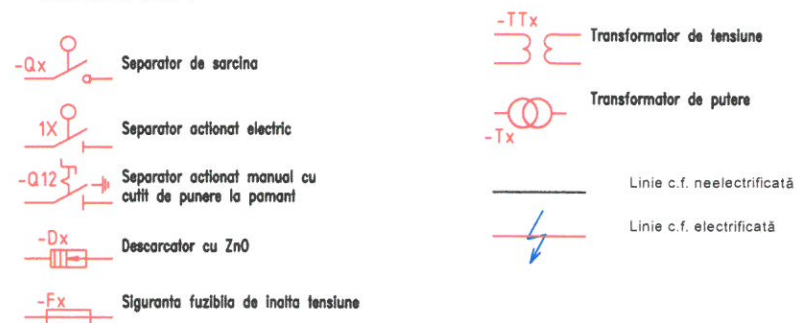 -Qx Separator de sarcina
1X Separator actionat electric
-Q12 Separator actionat manual cu
cutit de punere la pamant
-Dx Descarcator cu ZnO
-Fx Siguranta fuzibila de inalta tensiune
-TTx Transformator de tensiune
Transformator de putere
-Tx
Linie c.f. neelectrificată
Linie c.f. electrificată